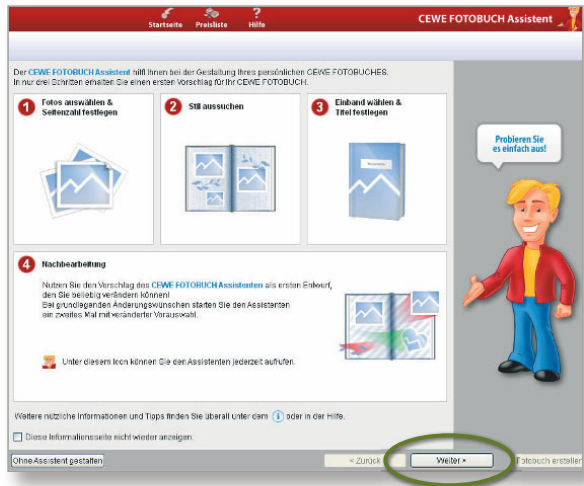 Startseite Preisliste Hilfe
CEWE FOTOBUCH Assistent
Der CEWE FOTOBUCH Assistent hilft Ihnen bei der Gestaltung Ihres persönlichen CEWE FOTOBUCHES.
In nur drei Schritten erhalten Sie einen ersten Vorschlag für Ihr CEWE FOTOBUCH.
1 Fotos auswählen &
Seitenzahl festlegen
2 Stil aussuchen
3 Einband wählen &
Titel festlegen
Probieren Sie
es einfach aus!
4 Nachbearbeitung
Nutzen Sie den Vorschlag des CEWE FOTOBUCH Assistenten als ersten Entwurf,
den Sie beliebig verändern können!
Bei grundlegenden Änderungswünschen starten Sie den Assistenten
ein zweites Mal mit veränderter Vorauswahl.
Unter diesem Icon können Sie den Assistenten jederzeit aufrufen.
Weitere nützliche Informationen und Tipps finden Sie überall unter dem i oder in der Hilfe.
Diese Informationsseite nicht wieder anzeigen.
Ohne Assistent gestalten
< Zurück
Weiter >
Fotobuch erstellen